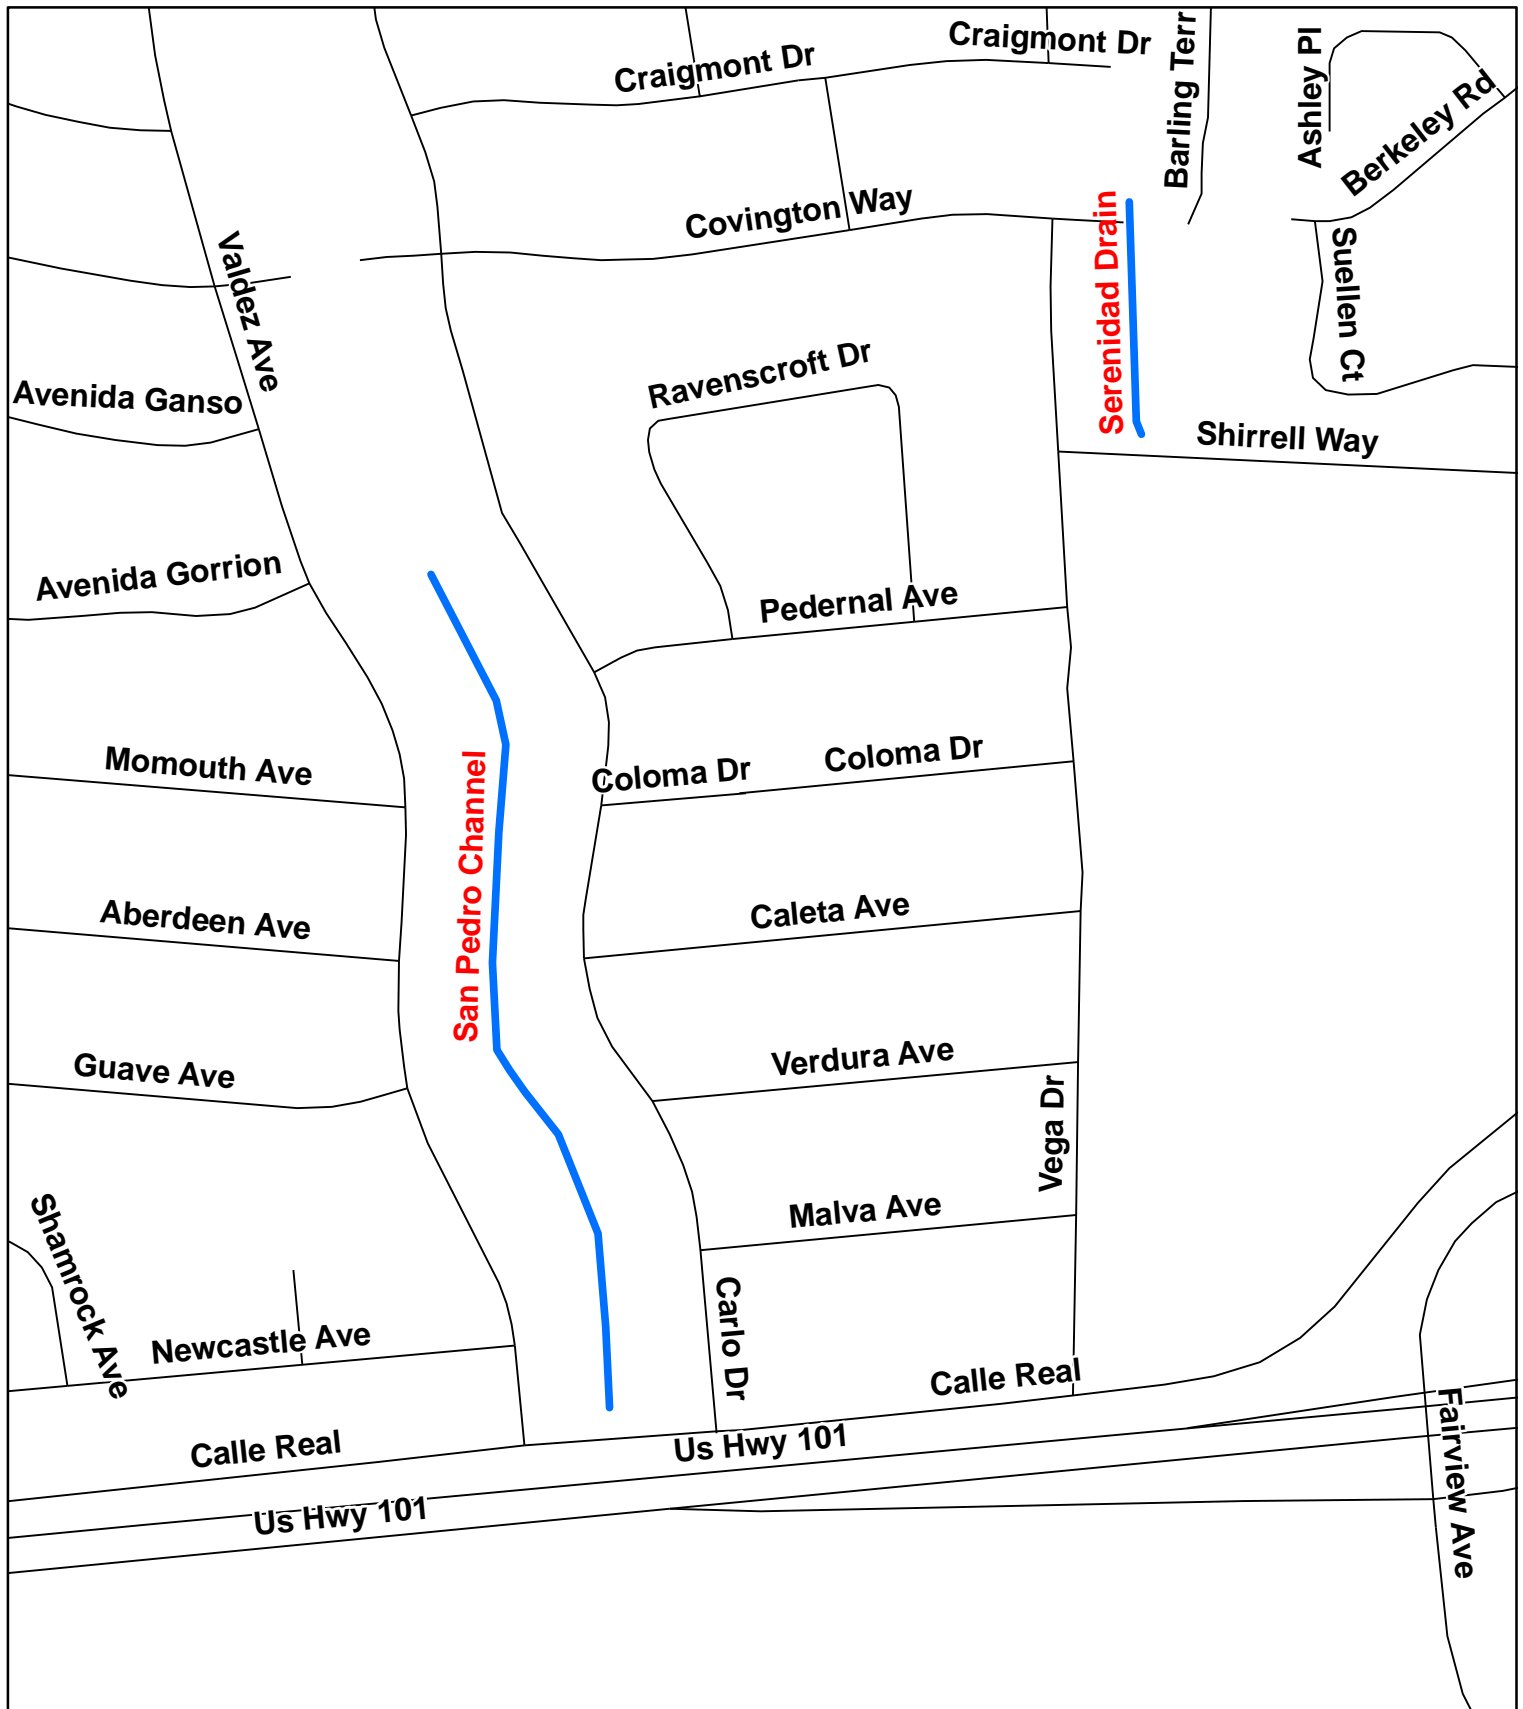 Craigmont Dr
Craigmont Dr
Barling Terr
Ashley Pl
Berkeley Rd
Covington Way
Serenidad Drain
Suellen Ct
Valdez Ave
Ravenscroft Dr
Avenida Ganso
Shirrell Way
Avenida Gorrion
Pedernal Ave
Momouth Ave
San Pedro Channel
Coloma Dr
Coloma Dr
Aberdeen Ave
Caleta Ave
Guave Ave
Verdura Ave
Vega Dr
Shamrock Ave
Malva Ave
Carlo Dr
Newcastle Ave
Calle Real
Calle Real
Us Hwy 101
Us Hwy 101
Fairview Ave